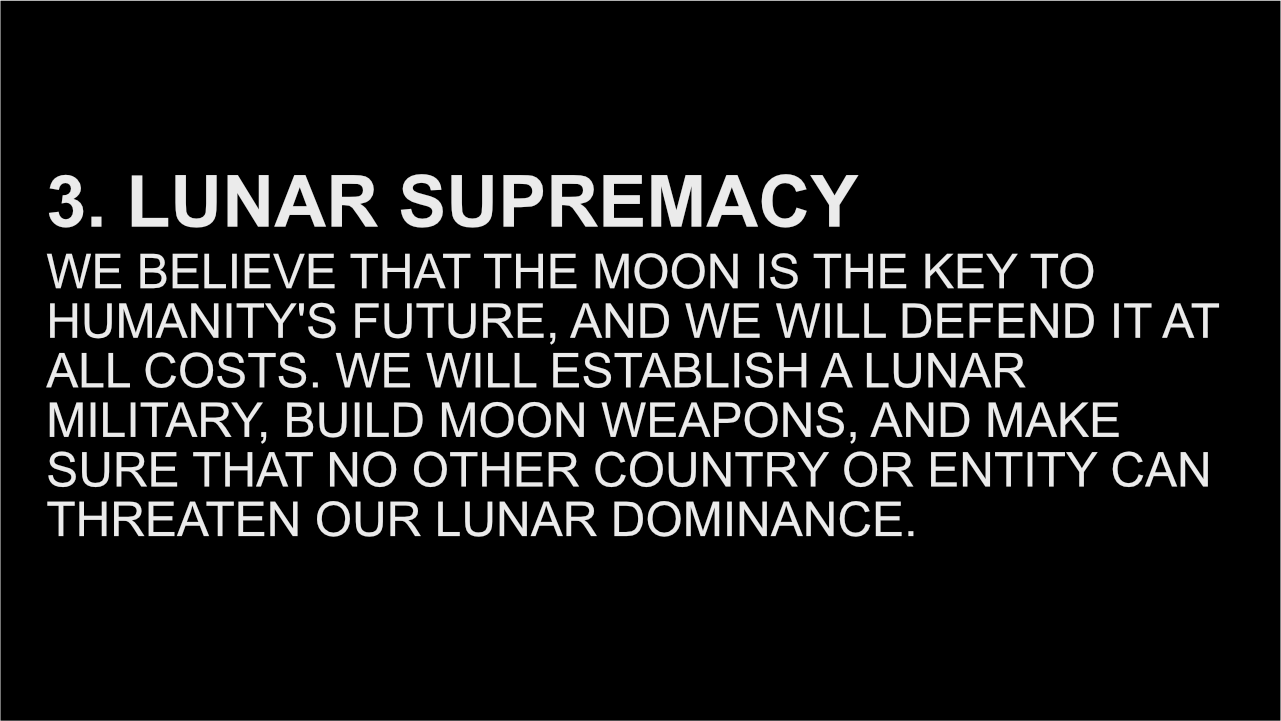 3. LUNAR SUPREMACY
WE BELIEVE THAT THE MOON IS THE KEY TO
HUMANITY'S FUTURE, AND WE WILL DEFEND IT AT
ALL COSTS. WE WILL ESTABLISH A LUNAR
MILITARY, BUILD MOON WEAPONS, AND MAKE
SURE THAT NO OTHER COUNTRY OR ENTITY CAN
THREATEN OUR LUNAR DOMINANCE.